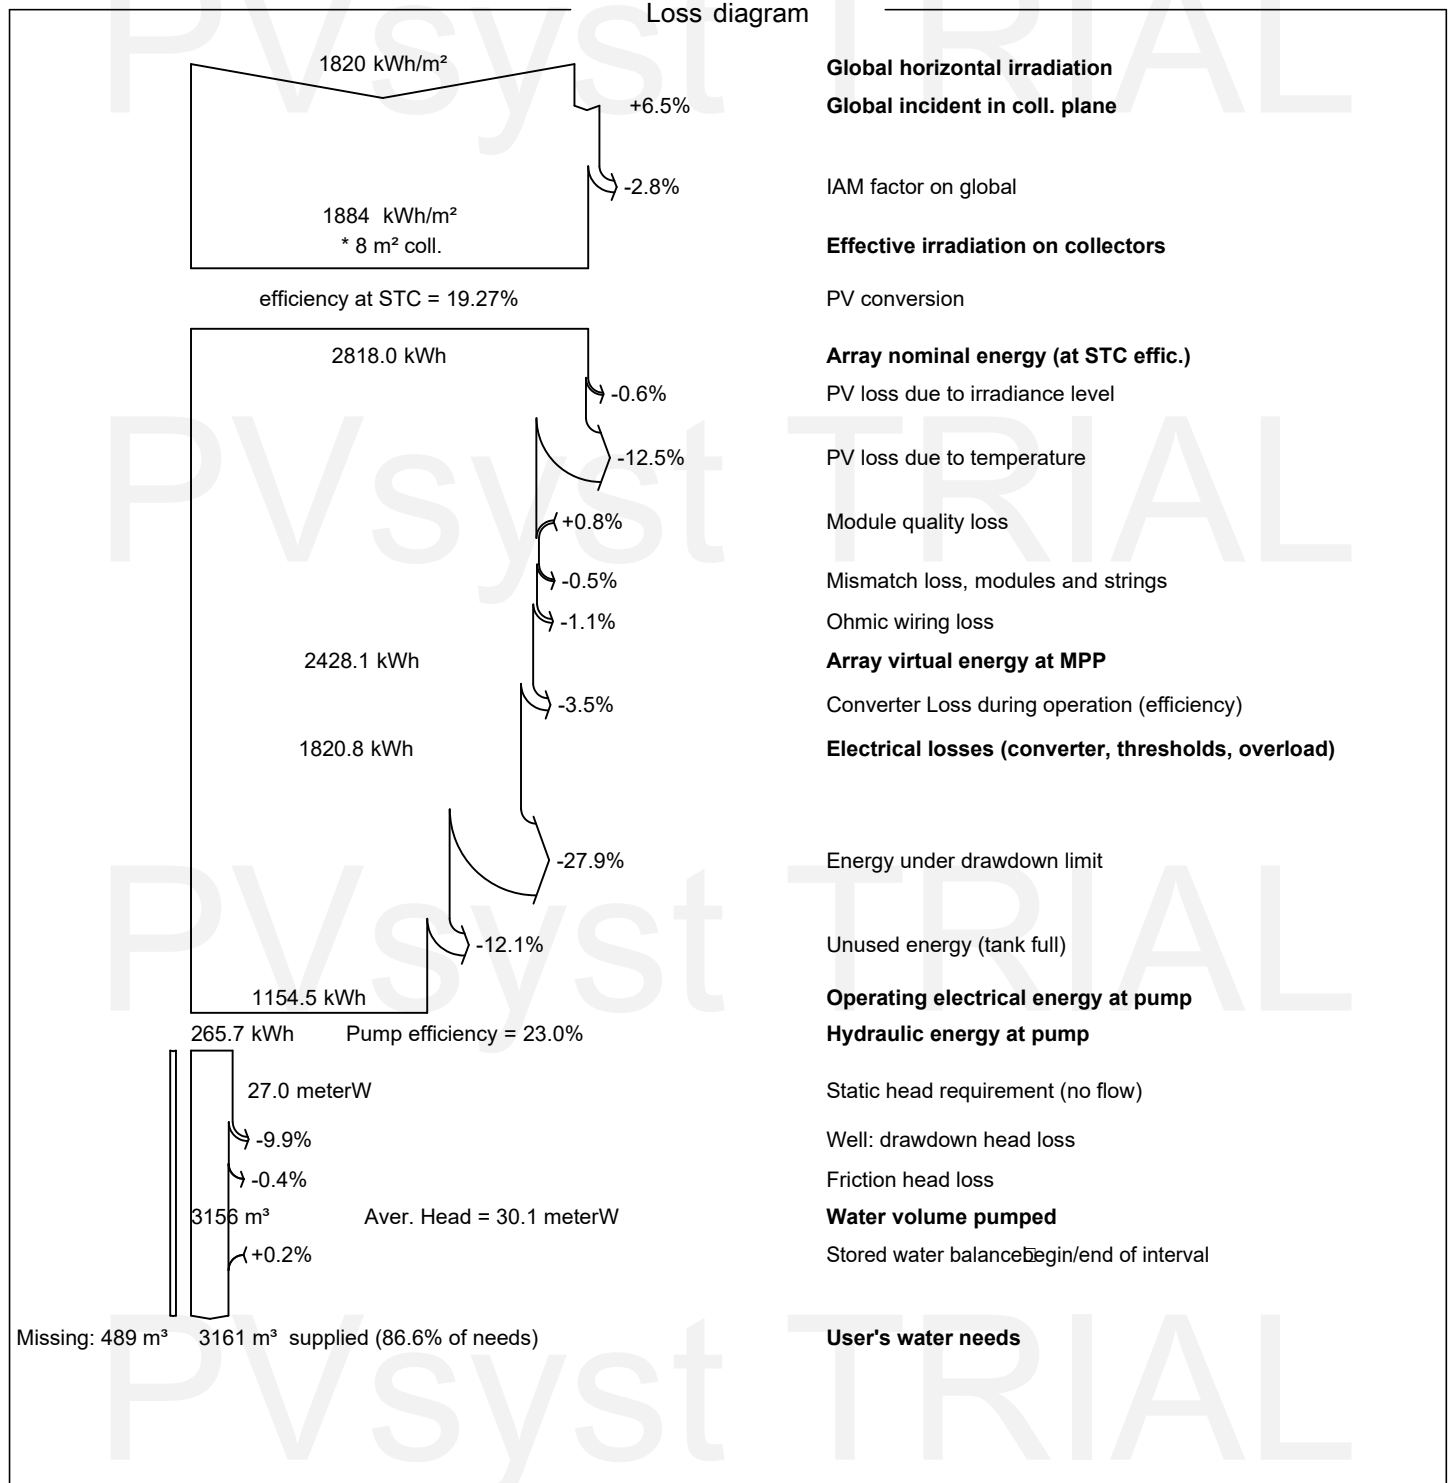 Loss diagram
1820 kWh/m² Global horizontal irradiation
+6.5% Global incident in coll. plane
-2.8% IAM factor on global
1884 kWh/m²
* 8 m² coll. Effective irradiation on collectors
efficiency at STC = 19.27% PV conversion
2818.0 kWh Array nominal energy (at STC effic.)
-0.6% PV loss due to irradiance level
-12.5% PV loss due to temperature
+0.8% Module quality loss
-0.5% Mismatch loss, modules and strings
-1.1% Ohmic wiring loss
2428.1 kWh Array virtual energy at MPP
-3.5% Converter Loss during operation (efficiency)
1820.8 kWh Electrical losses (converter, thresholds, overload)
-27.9% Energy under drawdown limit
-12.1% Unused energy (tank full)
1154.5 kWh Operating electrical energy at pump
265.7 kWh Pump efficiency = 23.0% Hydraulic energy at pump
27.0 meterW Static head requirement (no flow)
-9.9% Well: drawdown head loss
-0.4% Friction head loss
3156 m³ Aver. Head = 30.1 meterW Water volume pumped
+0.2% Stored water balance□begin/end of interval
Missing: 489 m³ 3161 m³ supplied (86.6% of needs) User's water needs
PVsyst TRIAL
PVsyst TRIAL
PVsyst TRIAL
PVsyst TRIAL